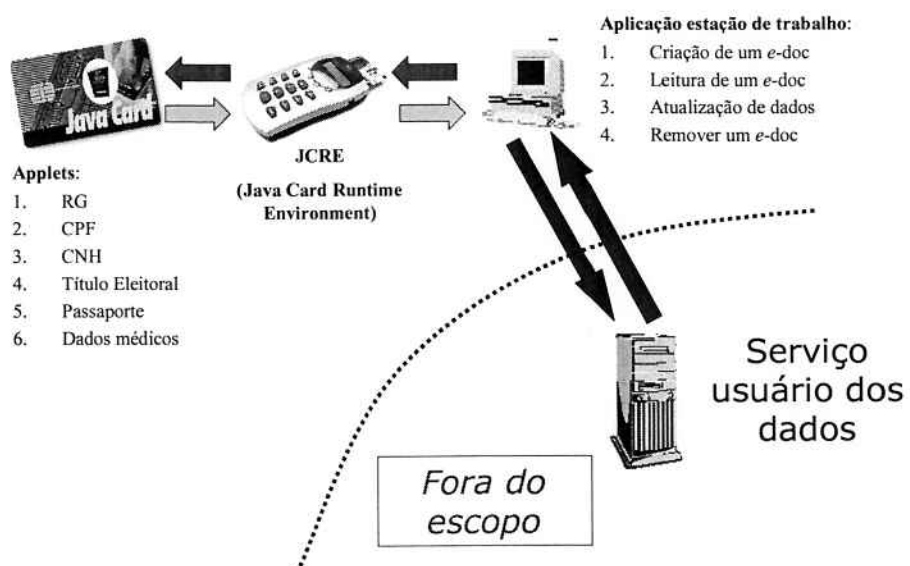 Aplicação estação de trabalho:
1. Criação de um e-doc
2. Leitura de um e-doc
3. Atualização de dados
4. Remover um e-doc
Java Card
JCRE
(Java Card Runtime
Environment)
Applets:
1. RG
2. CPF
3. CNH
4. Título Eleitoral
5. Passaporte
6. Dados médicos
Serviço
usuário dos
dados
Fora do
escopo